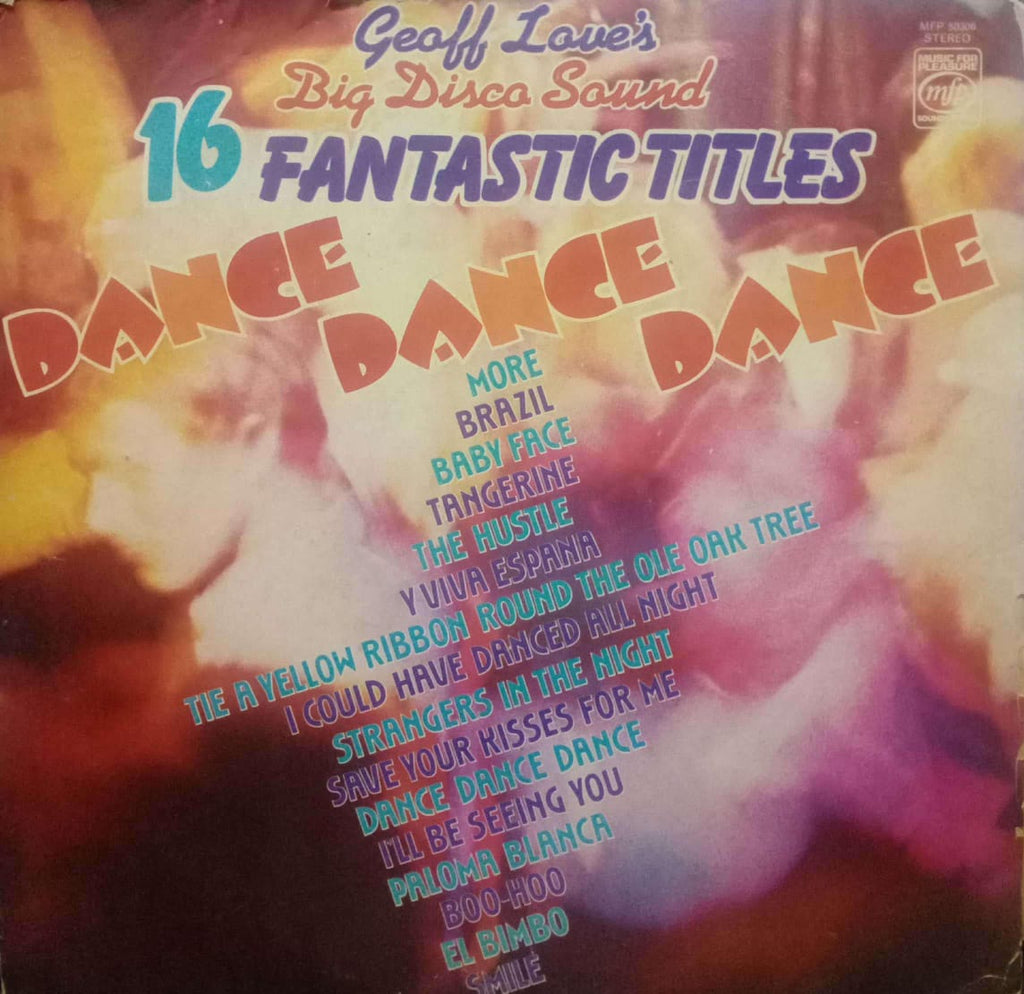 Geoff Love's
Big Disco Sound
16 FANTASTIC TITLES
MFP 50306
STEREO
MUSIC FOR
PLEASURE
mfp
DANCE DANCE DANCE
MORE
BRAZIL
BABY FACE
TANGERINE
THE HUSTLE
Y VIVA ESPANA
TIE A YELLOW RIBBON ROUND THE OLE OAK TREE
I COULD HAVE DANCED ALL NIGHT
STRANGERS IN THE NIGHT
SAVE YOUR KISSES FOR ME
DANCE DANCE DANCE
I'LL BE SEEING YOU
PALOMA BLANCA
BOO-HOO
EL BIMBO
SMILE